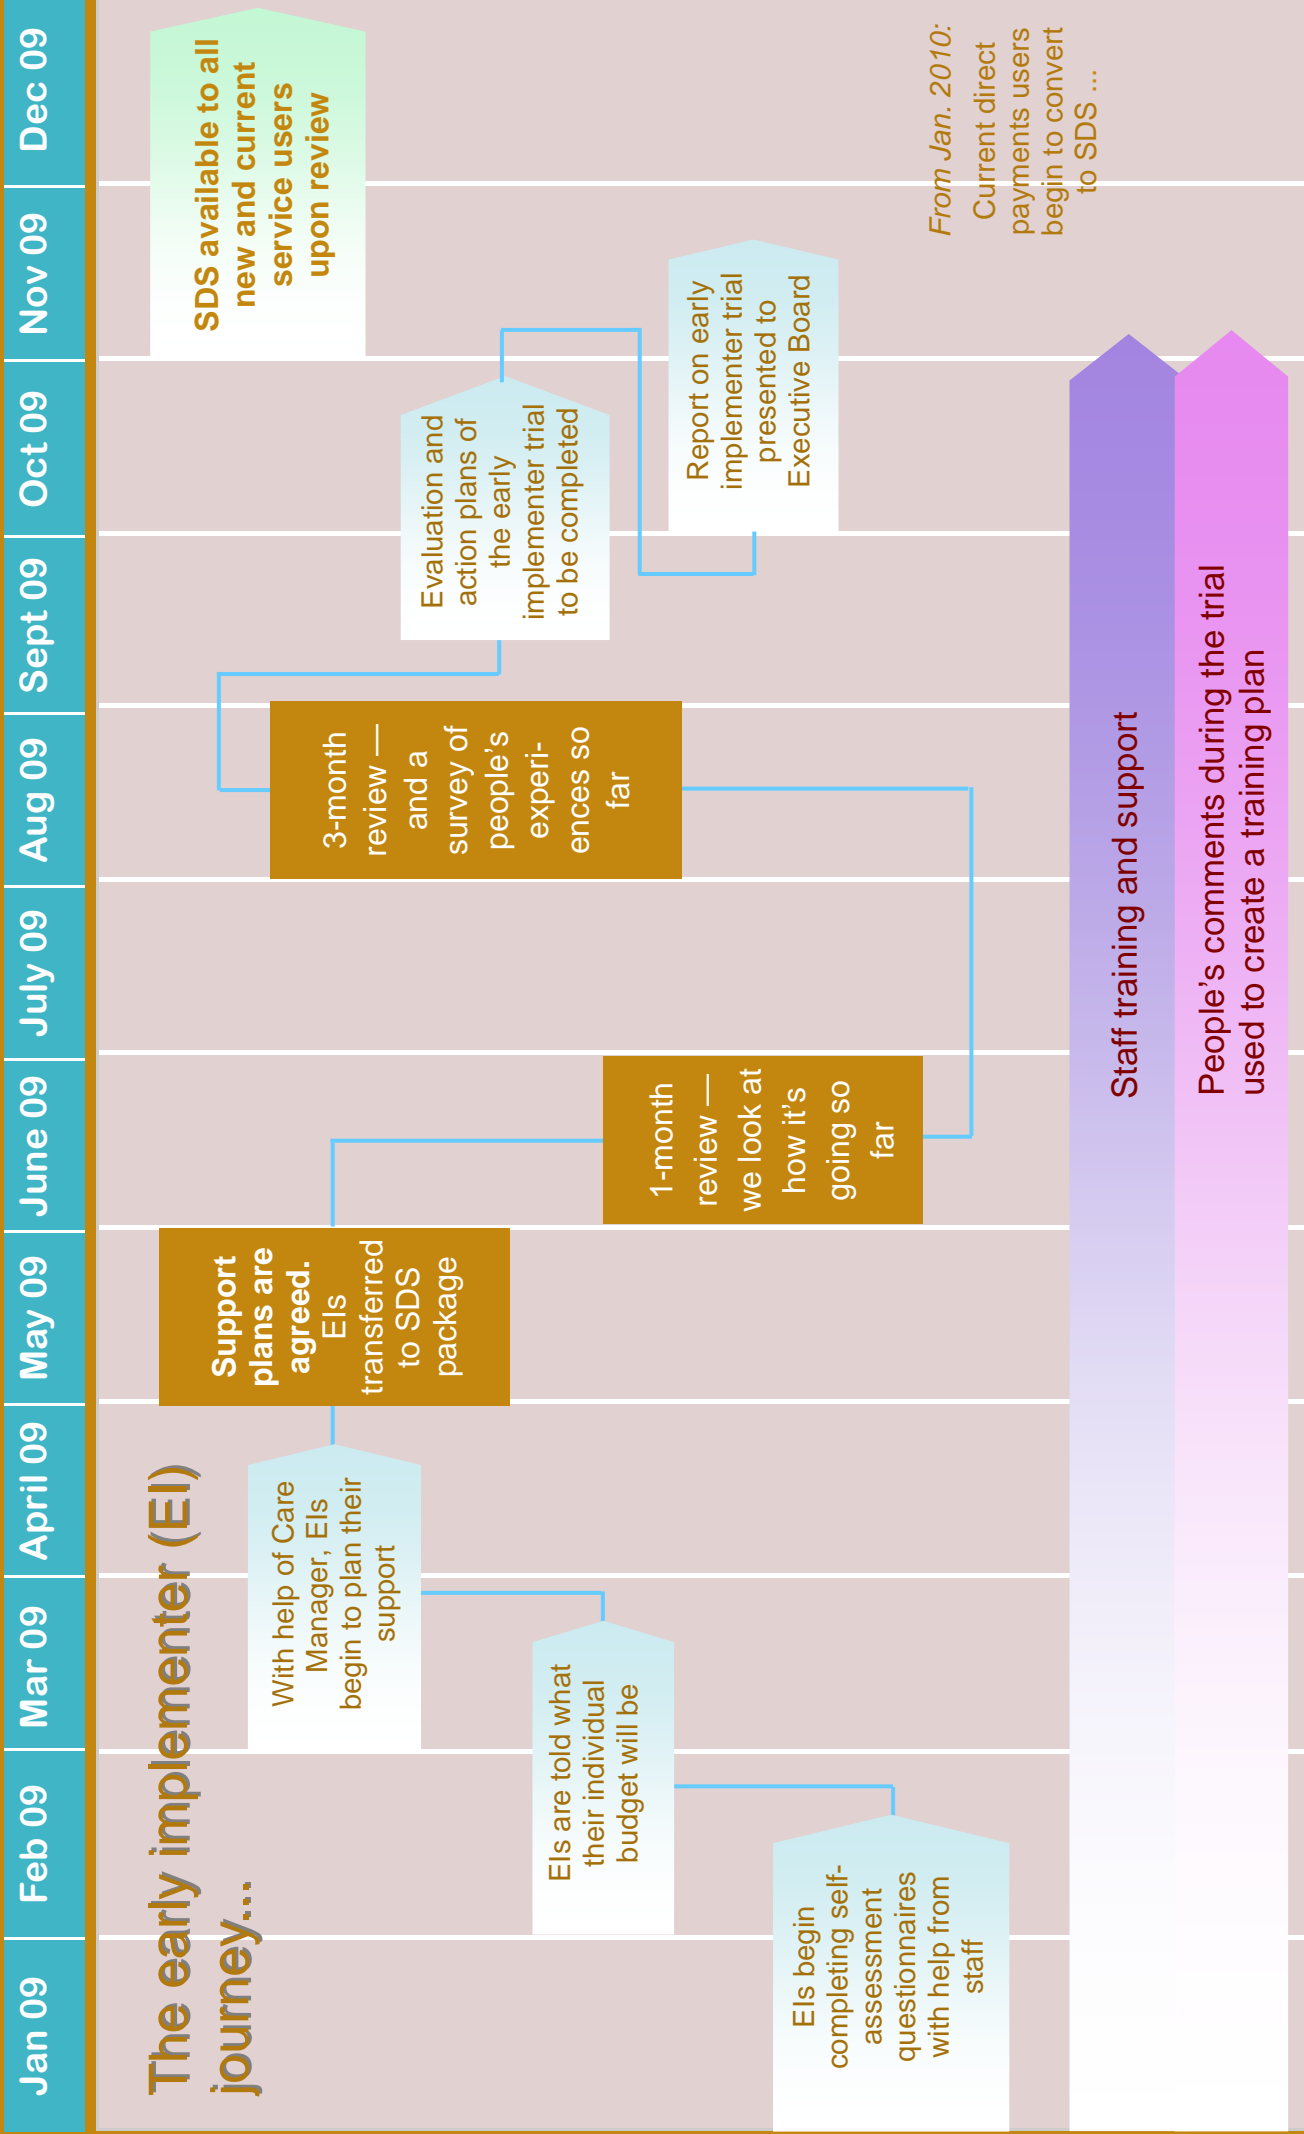 Jan 09
Feb 09
Mar 09
April 09
May 09
June 09
July 09
Aug 09
Sept 09
Oct 09
Nov 09
Dec 09
The early implementer (EI)
journey...
EIs begin
completing self-
assessment
questionnaires
with help from
staff
EIs are told what
their individual
budget will be
With help of Care
Manager, EIs
begin to plan their
support
Support
plans are
agreed.
EIs
transferred
to SDS
package
1-month
review —
we look at
how it’s
going so
far
3-month
review —
and a
survey of
people’s
experi-
ences so
far
Evaluation and
action plans of
the early
implementer trial
to be completed
Report on early
implementer trial
presented to
Executive Board
SDS available to all
new and current
service users
upon review
From Jan. 2010:
Current direct
payments users
begin to convert
to SDS ...
Staff training and support
People’s comments during the trial
used to create a training plan